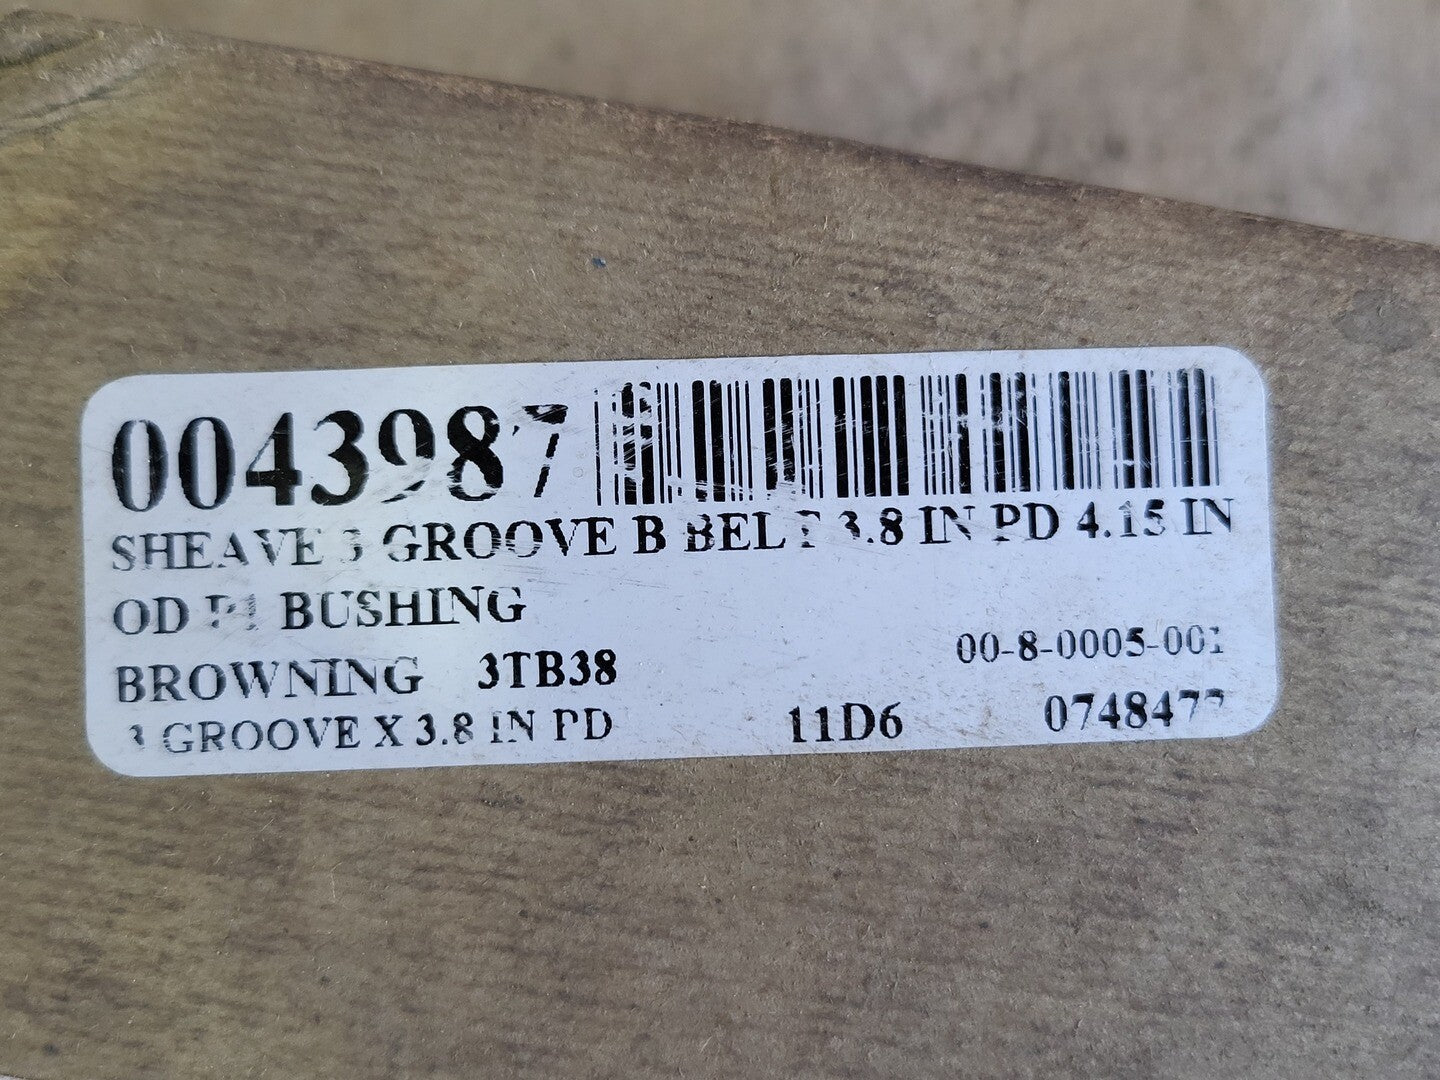 0043987
SHEAVE 3 GROOVE B BELT 3.8 IN PD 4.15 IN
OD P1 BUSHING
BROWNING 3TB38 00-8-0005-001
3 GROOVE X 3.8 IN PD 11D6 0748477